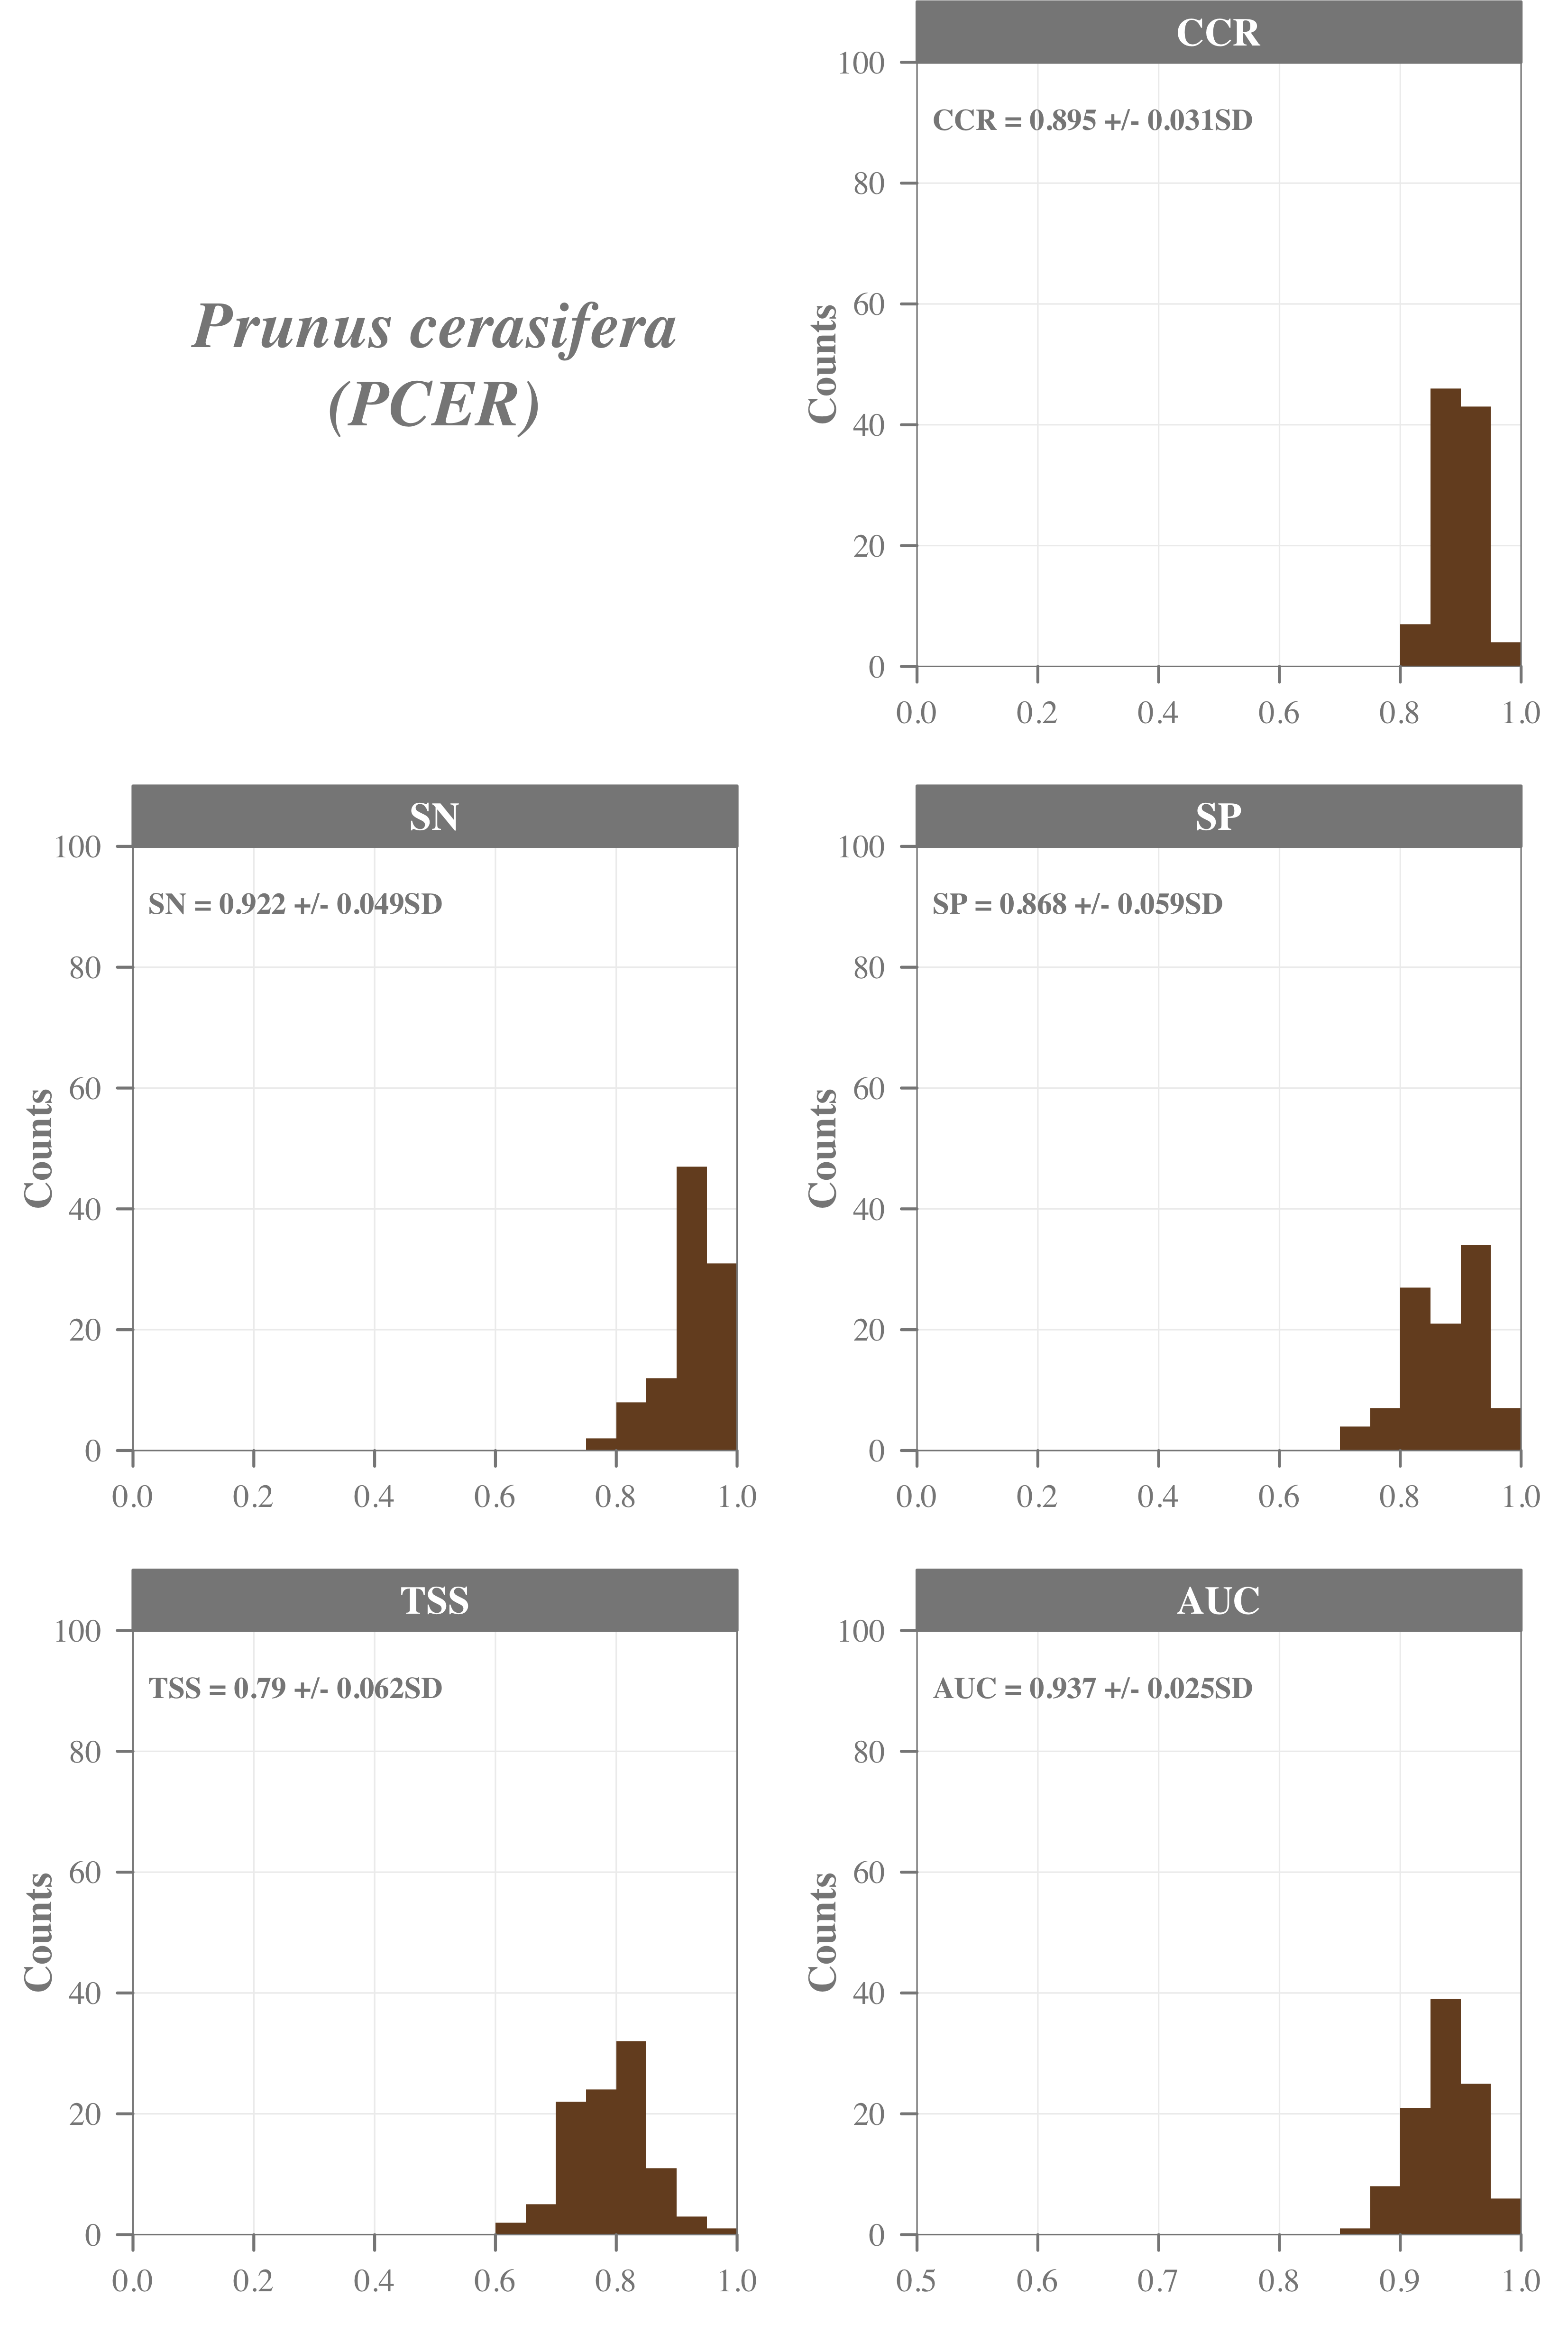 Prunus cerasifera
(PCER)
CCR
CCR = 0.895 +/- 0.031SD
Counts
100
80
60
40
20
0
0.0 0.2 0.4 0.6 0.8 1.0
SN
SN = 0.922 +/- 0.049SD
Counts
100
80
60
40
20
0
0.0 0.2 0.4 0.6 0.8 1.0
SP
SP = 0.868 +/- 0.059SD
Counts
100
80
60
40
20
0
0.0 0.2 0.4 0.6 0.8 1.0
TSS
TSS = 0.79 +/- 0.062SD
Counts
100
80
60
40
20
0
0.0 0.2 0.4 0.6 0.8 1.0
AUC
AUC = 0.937 +/- 0.025SD
Counts
100
80
60
40
20
0
0.5 0.6 0.7 0.8 0.9 1.0